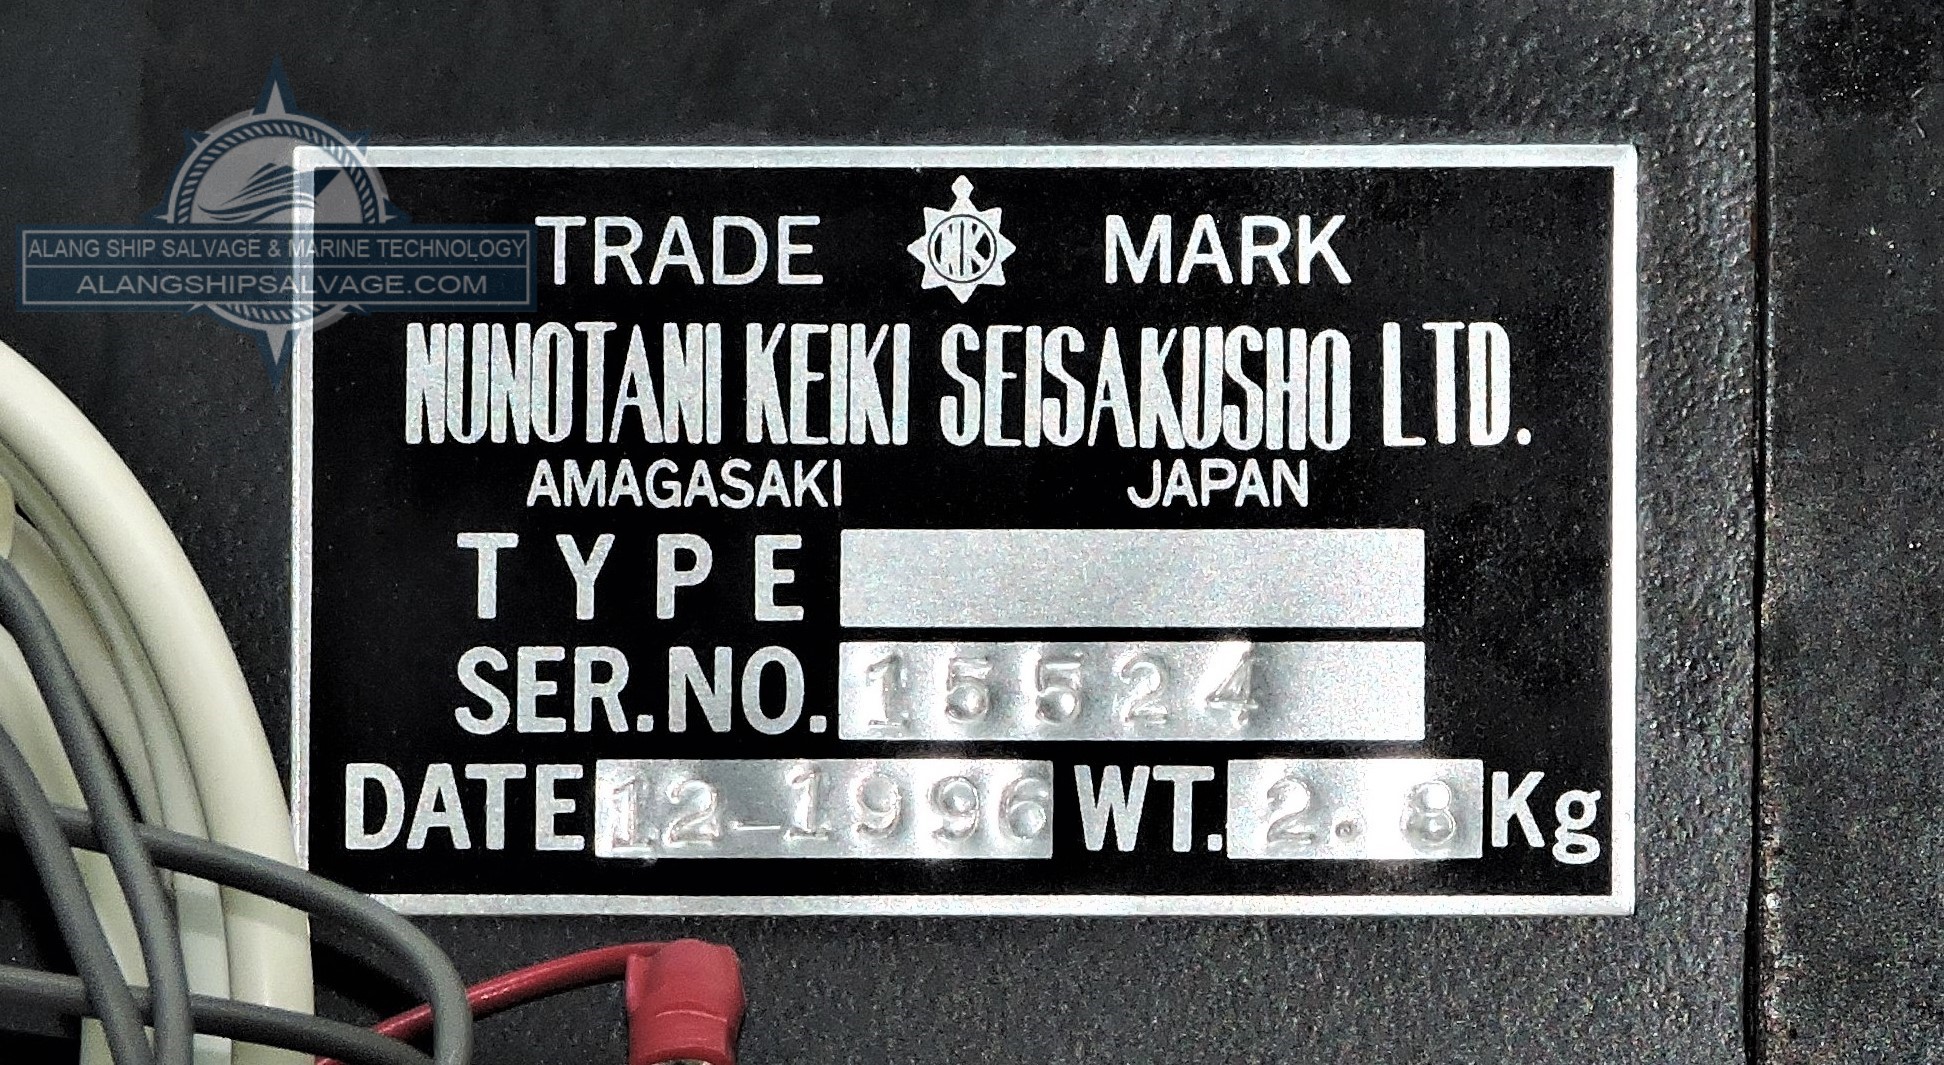 ALANG SHIP SALVAGE & MARINE TECHNOLOGY
ALANGSHIPSALVAGE.COM
TRADE NK MARK
NUNOTANI KEIKI SEISAKUSHO LTD.
AMAGASAKI JAPAN
TYPE
SER.NO. 15524
DATE 12-1996 WT. 2.8 Kg